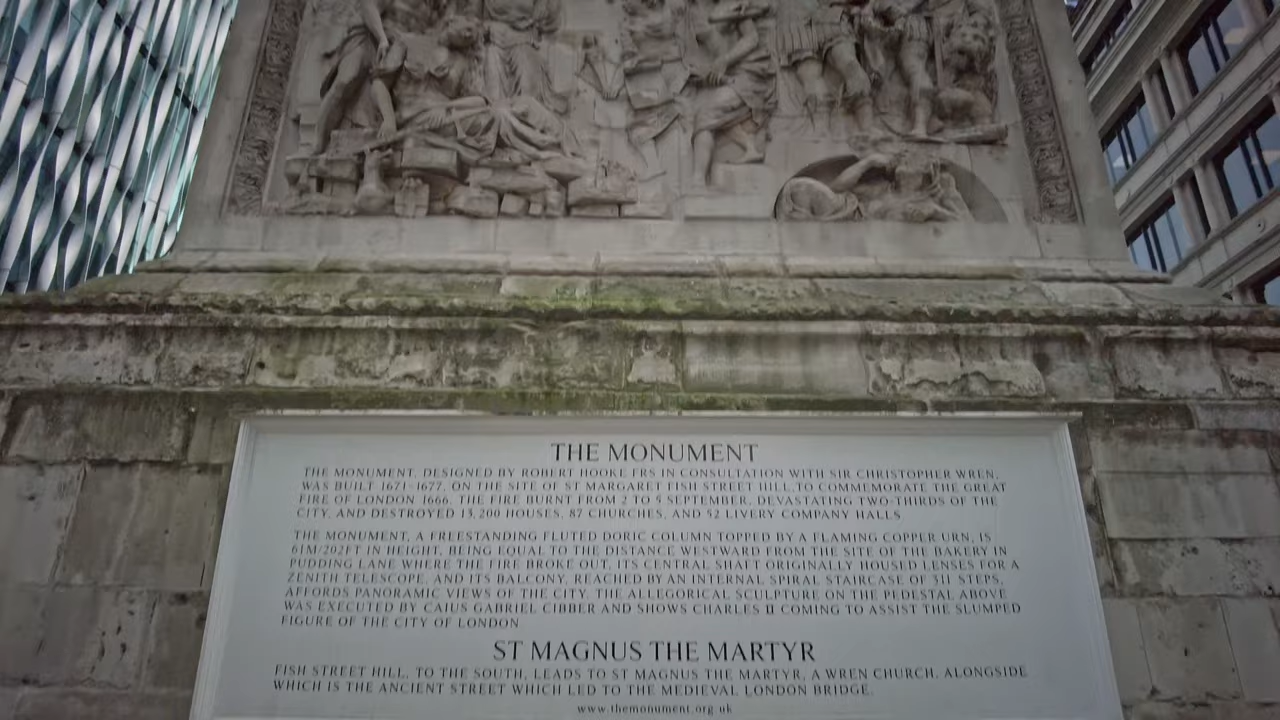 THE MONUMENT
THE MONUMENT, DESIGNED BY ROBERT HOOKE FRS IN CONSULTATION WITH SIR CHRISTOPHER WREN,
WAS BUILT 1671-1677, ON THE SITE OF ST MARGARET FISH STREET HILL, TO COMMEMORATE THE GREAT
FIRE OF LONDON 1666. THE FIRE BURNT FROM 2 TO 5 SEPTEMBER, DEVASTATING TWO-THIRDS OF THE
CITY, AND DESTROYED 13,200 HOUSES, 87 CHURCHES, AND 52 LIVERY COMPANY HALLS
THE MONUMENT, A FREESTANDING FLUTED DORIC COLUMN TOPPED BY A FLAMING COPPER URN, IS
61M/202FT IN HEIGHT, BEING EQUAL TO THE DISTANCE WESTWARD FROM THE SITE OF THE BAKERY IN
PUDDING LANE WHERE THE FIRE BROKE OUT. ITS CENTRAL SHAFT ORIGINALLY HOUSED LENSES FOR A
ZENITH TELESCOPE, AND ITS BALCONY, REACHED BY AN INTERNAL SPIRAL STAIRCASE OF 311 STEPS,
AFFORDS PANORAMIC VIEWS OF THE CITY. THE ALLEGORICAL SCULPTURE ON THE PEDESTAL ABOVE
WAS EXECUTED BY CAIUS GABRIEL CIBBER AND SHOWS CHARLES II COMING TO ASSIST THE SLUMPED
FIGURE OF THE CITY OF LONDON
ST MAGNUS THE MARTYR
FISH STREET HILL, TO THE SOUTH, LEADS TO ST MAGNUS THE MARTYR, A WREN CHURCH, ALONGSIDE
WHICH IS THE ANCIENT STREET WHICH LED TO THE MEDIEVAL LONDON BRIDGE.
www.themonument.org.uk